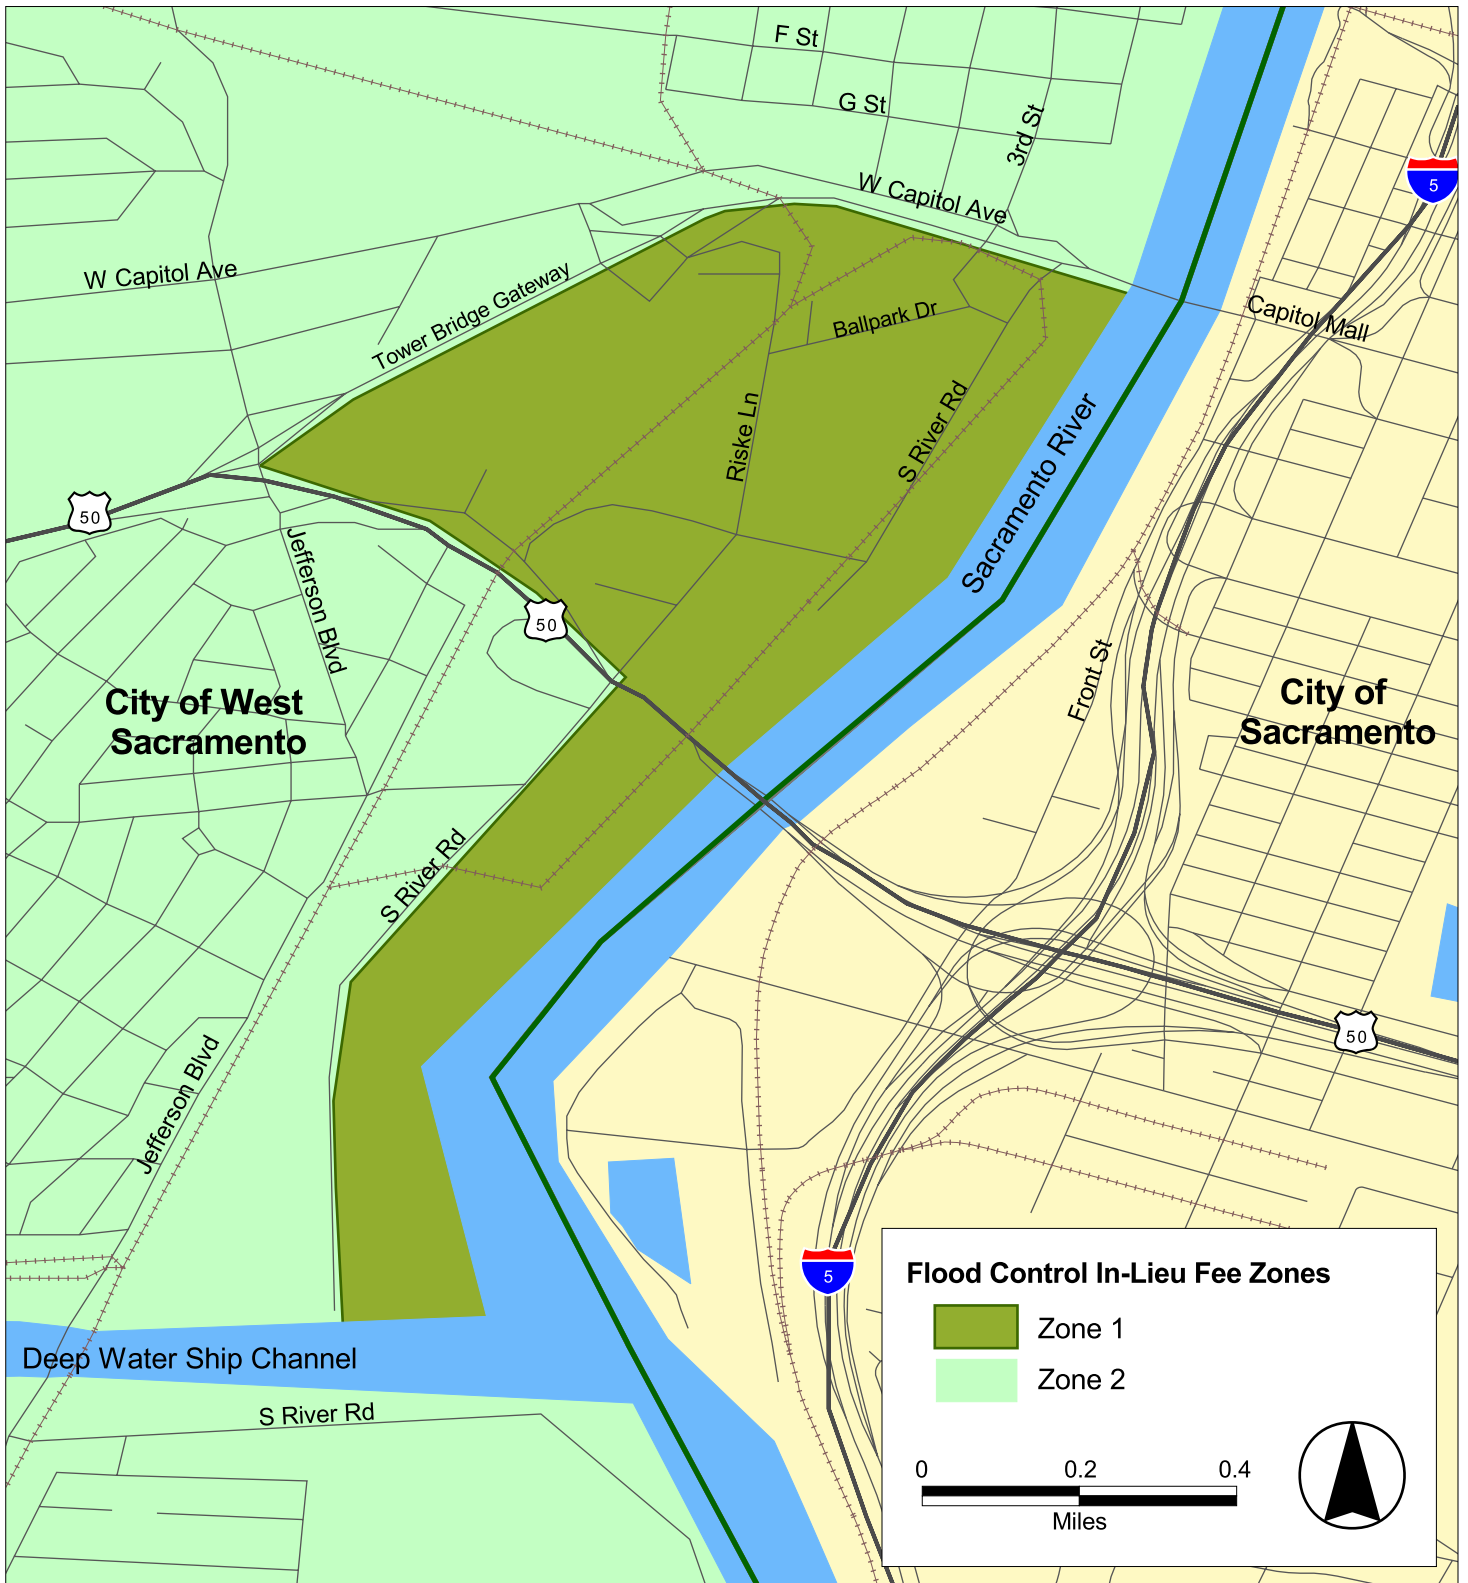 F St
G St
3rd St
W Capitol Ave
5
W Capitol Ave
Tower Bridge Gateway
Ballpark Dr
Capitol Mall
Riske Ln
S River Rd
Sacramento River
50
Jefferson Blvd
50
Front St
City of West
Sacramento
City of
Sacramento
S River Rd
50
Jefferson Blvd
5
Deep Water Ship Channel
S River Rd
Flood Control In-Lieu Fee Zones
Zone 1
Zone 2
0 0.2 0.4
Miles